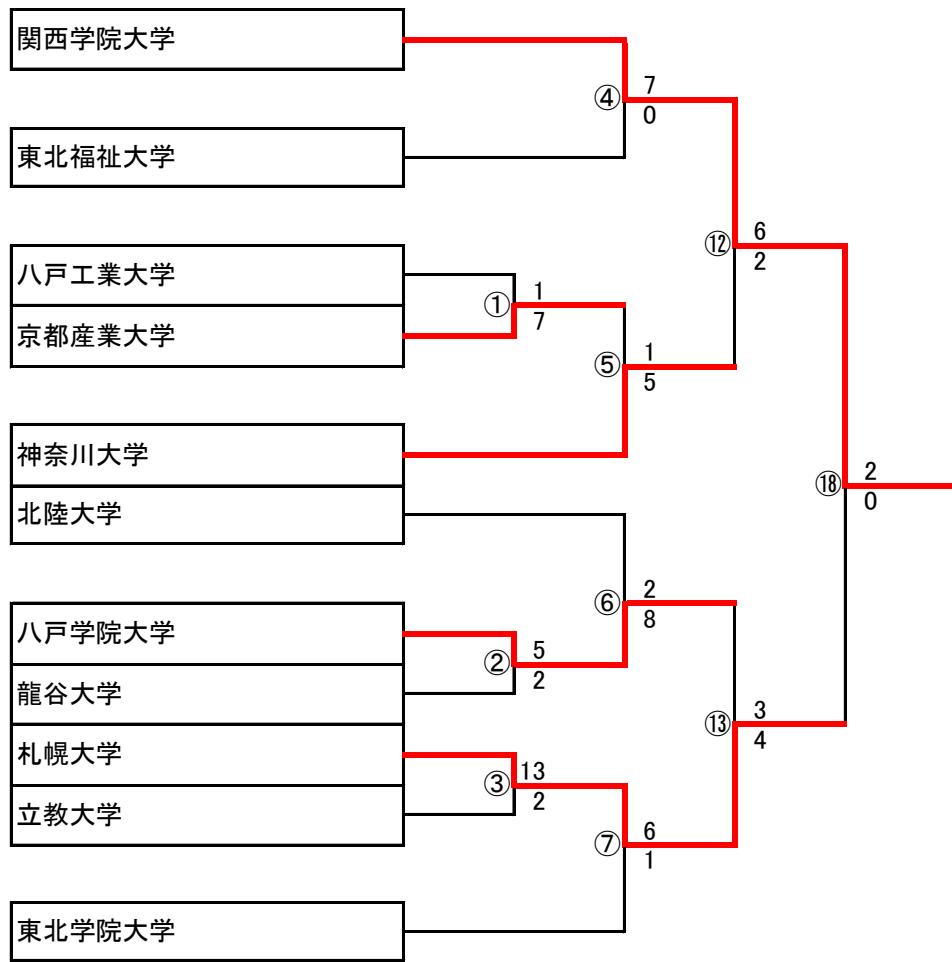 関西学院大学
7
④
0
東北福祉大学
6
⑫
2
八戸工業大学
1
①
7
京都産業大学
1
⑤
5
神奈川大学
2
⑱
0
北陸大学
2
⑥
8
八戸学院大学
5
②
2
龍谷大学
3
⑬
4
札幌大学
13
③
2
立教大学
6
⑦
1
東北学院大学